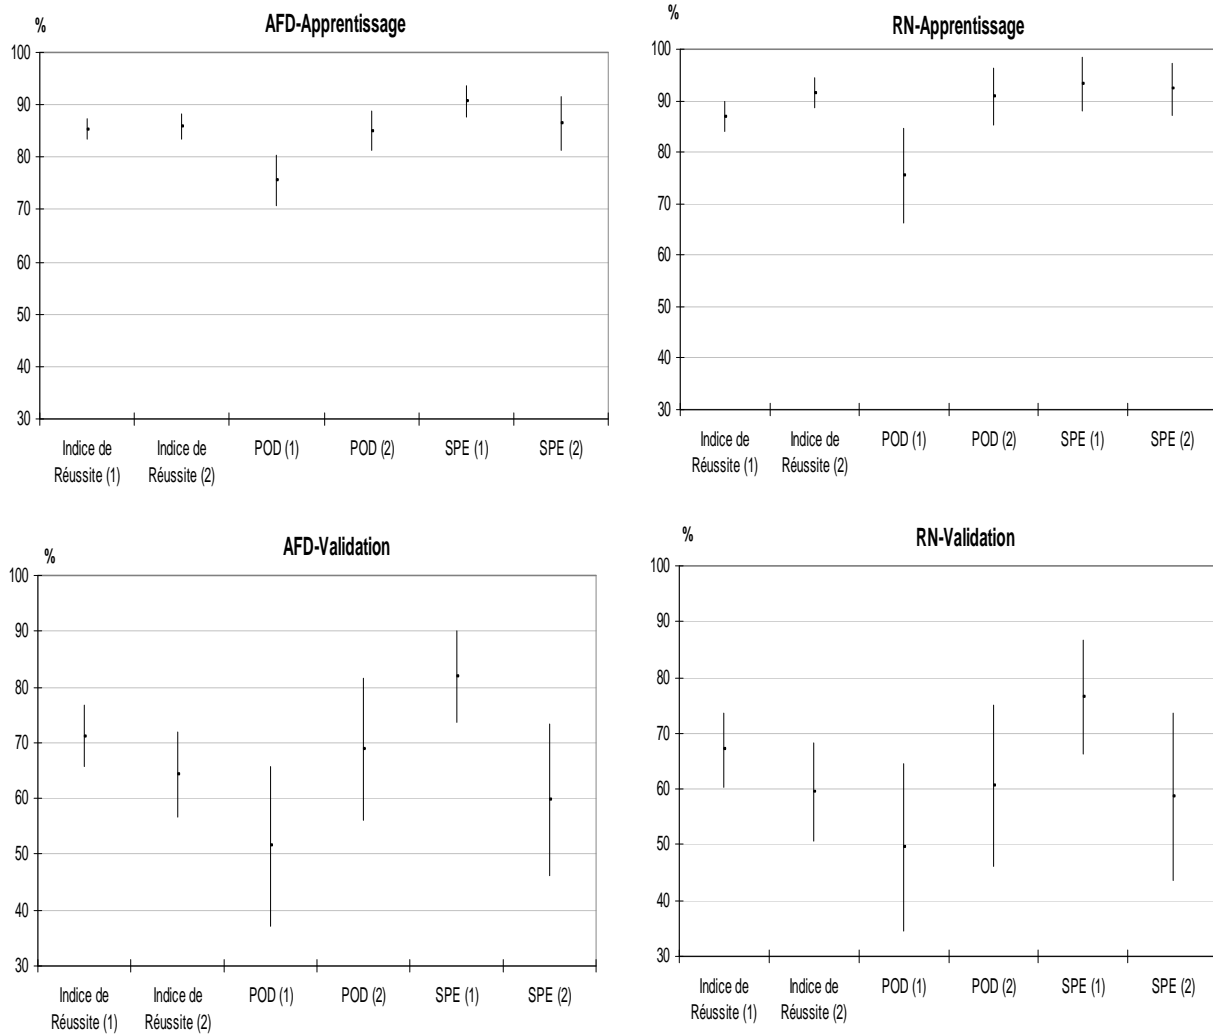 AFD-Apprentissage
%
100
90
80
70
60
50
40
30
Indice de
Réussite (1)
Indice de
Réussite (2)
POD (1)
POD (2)
SPE (1)
SPE (2)
RN-Apprentissage
%
100
90
80
70
60
50
40
30
Indice de
Réussite (1)
Indice de
Réussite (2)
POD (1)
POD (2)
SPE (1)
SPE (2)
AFD-Validation
%
100
90
80
70
60
50
40
30
Indice de
Réussite (1)
Indice de
Réussite (2)
POD (1)
POD (2)
SPE (1)
SPE (2)
RN-Validation
%
100
90
80
70
60
50
40
30
Indice de
Réussite (1)
Indice de
Réussite (2)
POD (1)
POD (2)
SPE (1)
SPE (2)